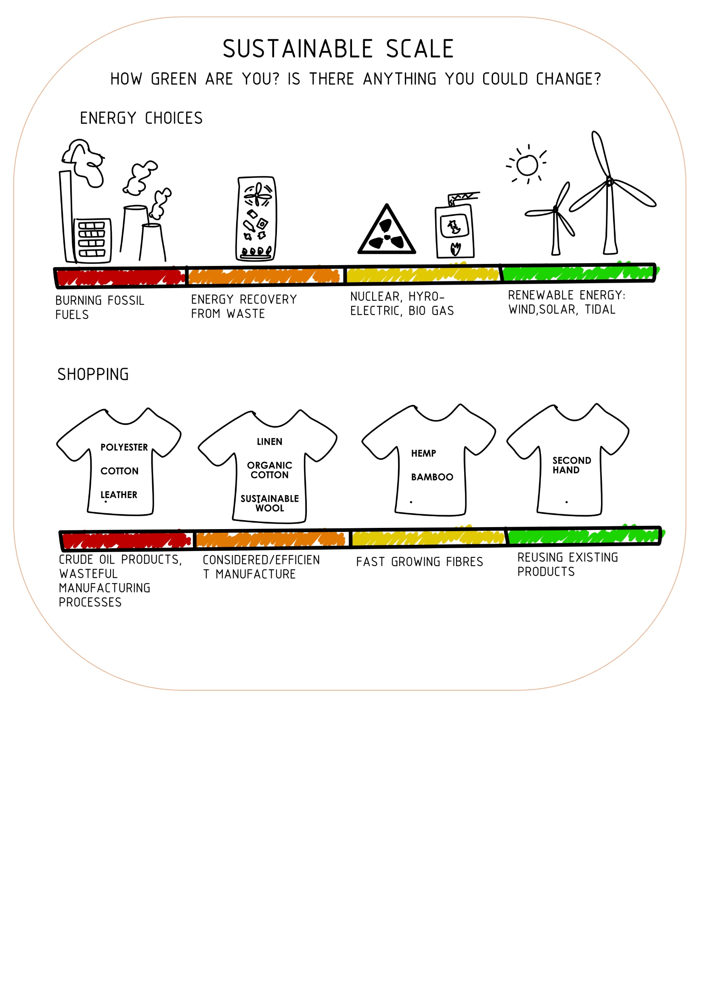 SUSTAINABLE SCALE
HOW GREEN ARE YOU? IS THERE ANYTHING YOU COULD CHANGE?
ENERGY CHOICES
BURNING FOSSIL
FUELS
ENERGY RECOVERY
FROM WASTE
NUCLEAR, HYRO-
ELECTRIC, BIO GAS
RENEWABLE ENERGY:
WIND,SOLAR, TIDAL
SHOPPING
POLYESTER
COTTON
LEATHER
LINEN
ORGANIC
COTTON
SUSTAINABLE
WOOL
HEMP
BAMBOO
SECOND
HAND
CRUDE OIL PRODUCTS,
WASTEFUL
MANUFACTURING
PROCESSES
CONSIDERED/EFFICIEN
T MANUFACTURE
FAST GROWING FIBRES
REUSING EXISTING
PRODUCTS